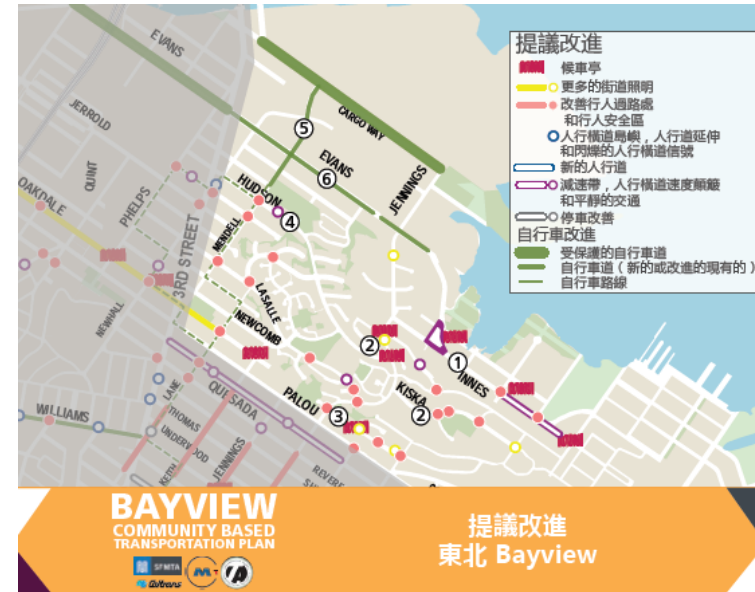 提議改進
候車亭
更多的街道照明
改善行人過路處
和行人安全區
人行橫道島嶼，人行道延伸
和閃爍的人行橫道信號
新的人行道
減速帶，人行橫道速度顛簸
和平靜的交通
停車改善
自行車改進
受保護的自行車道
自行車道（新的或改進的現有的）
自行車路線
EVANS
JERROLD
CARGO WAY
⑤
EVANS
⑥
JENNINGS
QUINT
OAKDALE
PHELPS
HUDSON
④
MENDELL
3RD STREET
LASALLE
NEWHALL
NEWCOMB
②
①
INNES
KISKA
②
PALOU
③
LANE
QUESADA
WILLIAMS
THOMAS
UNDERWOOD
KEITH
JENNINGS
BAYVIEW
COMMUNITY BASED
TRANSPORTATION PLAN
SFMTA
Caltrans
提議改進
東北 Bayview